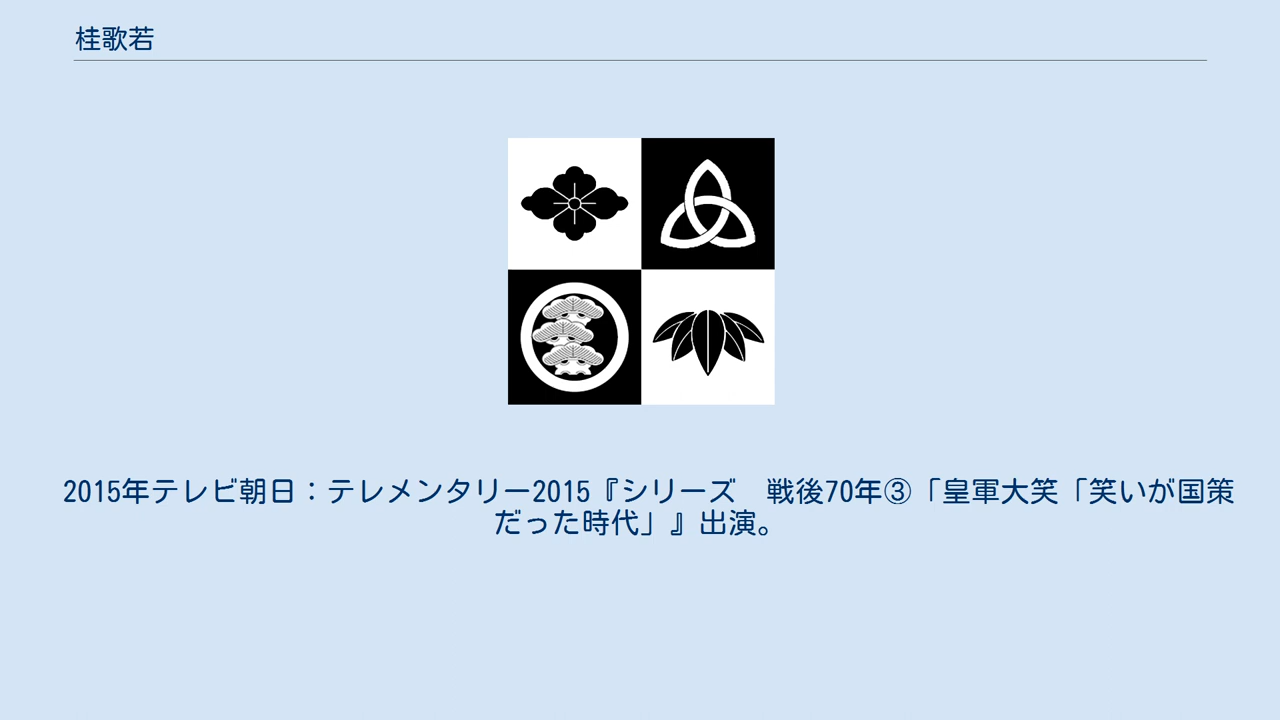 桂歌若
2015年テレビ朝日：テレメンタリー2015『シリーズ　戦後70年③「皇軍大笑「笑いが国策
だった時代」』出演。